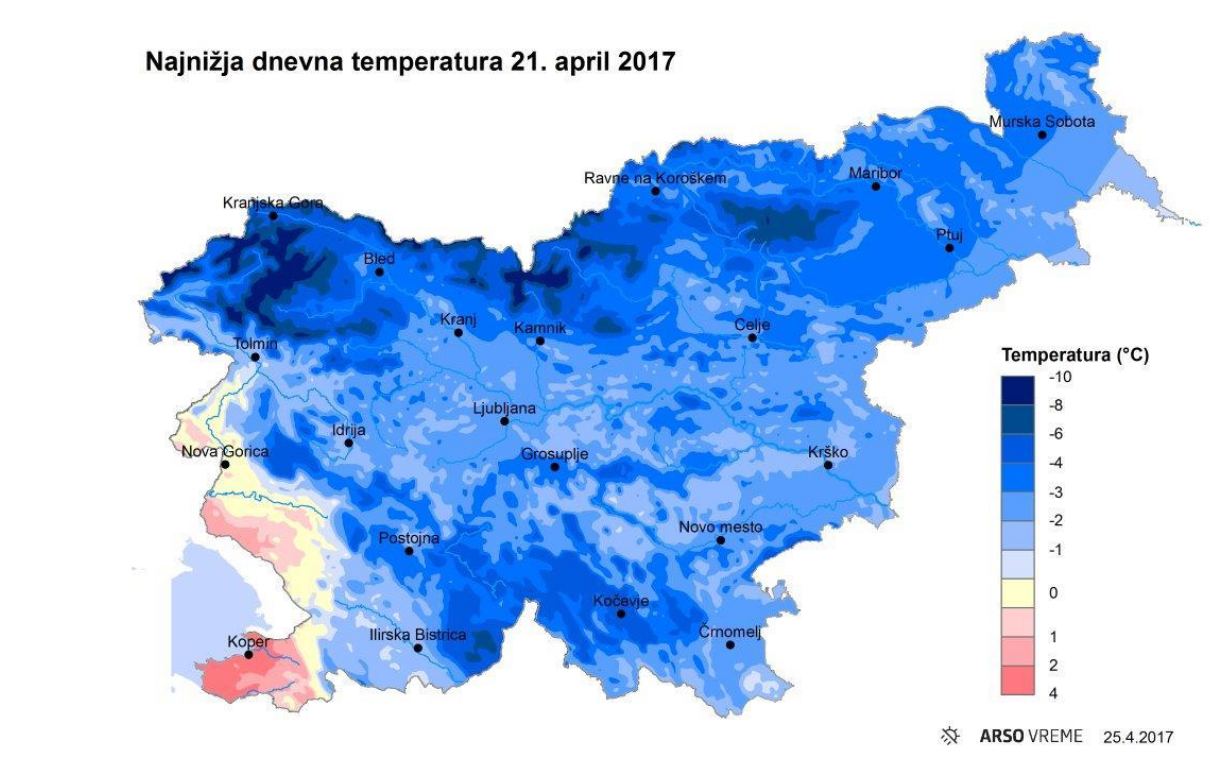 Najnižja dnevna temperatura 21. april 2017
Murska Sobota
Ravne na Koroškem
Maribor
Kranjska Gora
Ptuj
Bled
Kranj
Kamnik
Celje
Tolmin
Temperatura (°C)
-10
-8
-6
-4
-3
-2
-1
0
1
2
4
Ljubljana
Idrija
Nova Gorica
Grosuplje
Krško
Novo mesto
Postojna
Kočevje
Koper
Ilirska Bistrica
Črnomelj
ARSO VREME 25.4.2017